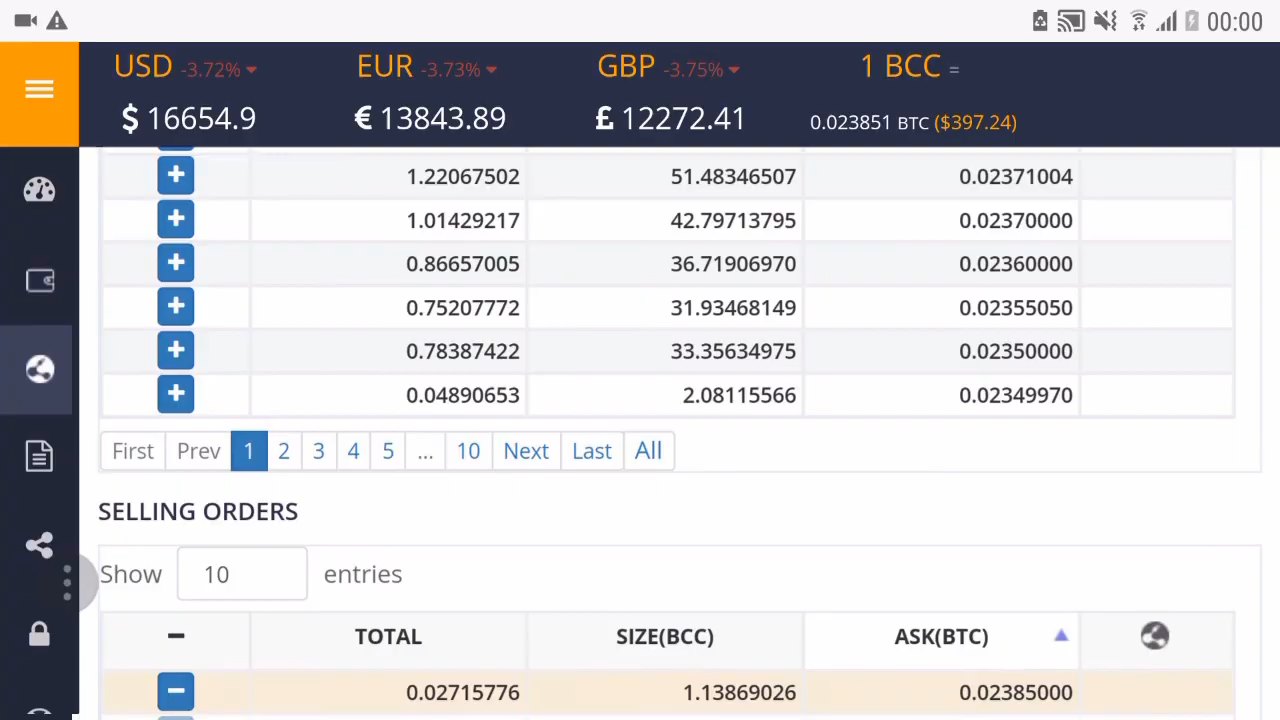 00:00
USD -3.72% EUR -3.73% GBP -3.75% 1 BCC =
$ 16654.9 € 13843.89 £ 12272.41 0.023851 BTC ($397.24)
1.22067502 51.48346507 0.02371004
1.01429217 42.79713795 0.02370000
0.86657005 36.71906970 0.02360000
0.75207772 31.93468149 0.02355050
0.78387422 33.35634975 0.02350000
0.04890653 2.08115566 0.02349970
First Prev 1 2 3 4 5 ... 10 Next Last All
SELLING ORDERS
Show 10 entries
TOTAL SIZE(BCC) ASK(BTC)
0.02715776 1.13869026 0.02385000